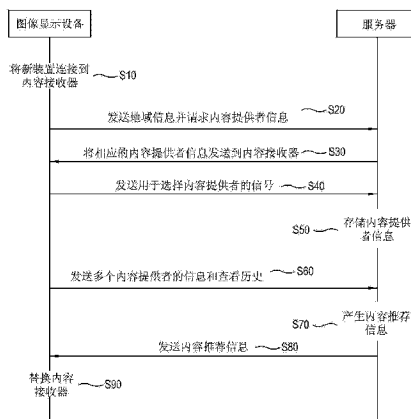 图像显示设备
服务器
将新装置连接到
内容接收器
S10
S20
发送地域信息并请求内容提供者信息
S30
将相应的内容提供者信息发送到内容接收器
发送用于选择内容提供者的信号
S40
S50
存储内容提供
者信息
S60
发送多个内容提供者的信息和查看历史
S70
产生内容推荐
信息
发送内容推荐信息
S80
替换内容
接收器
S90